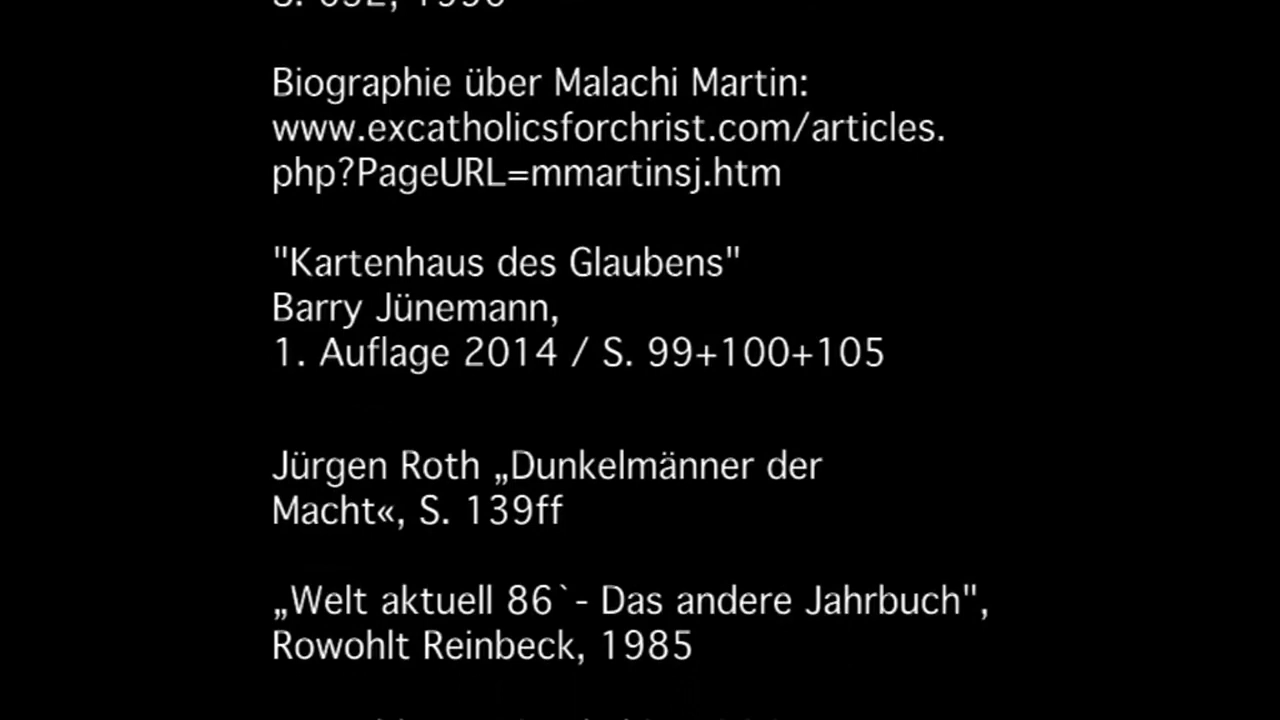 Biographie über Malachi Martin:
www.excatholicsforchrist.com/articles.
php?PageURL=mmartinsj.htm
"Kartenhaus des Glaubens"
Barry Jünemann,
1. Auflage 2014 / S. 99+100+105
Jürgen Roth „Dunkelmänner der
Macht«, S. 139ff
„Welt aktuell 86`- Das andere Jahrbuch",
Rowohlt Reinbeck, 1985